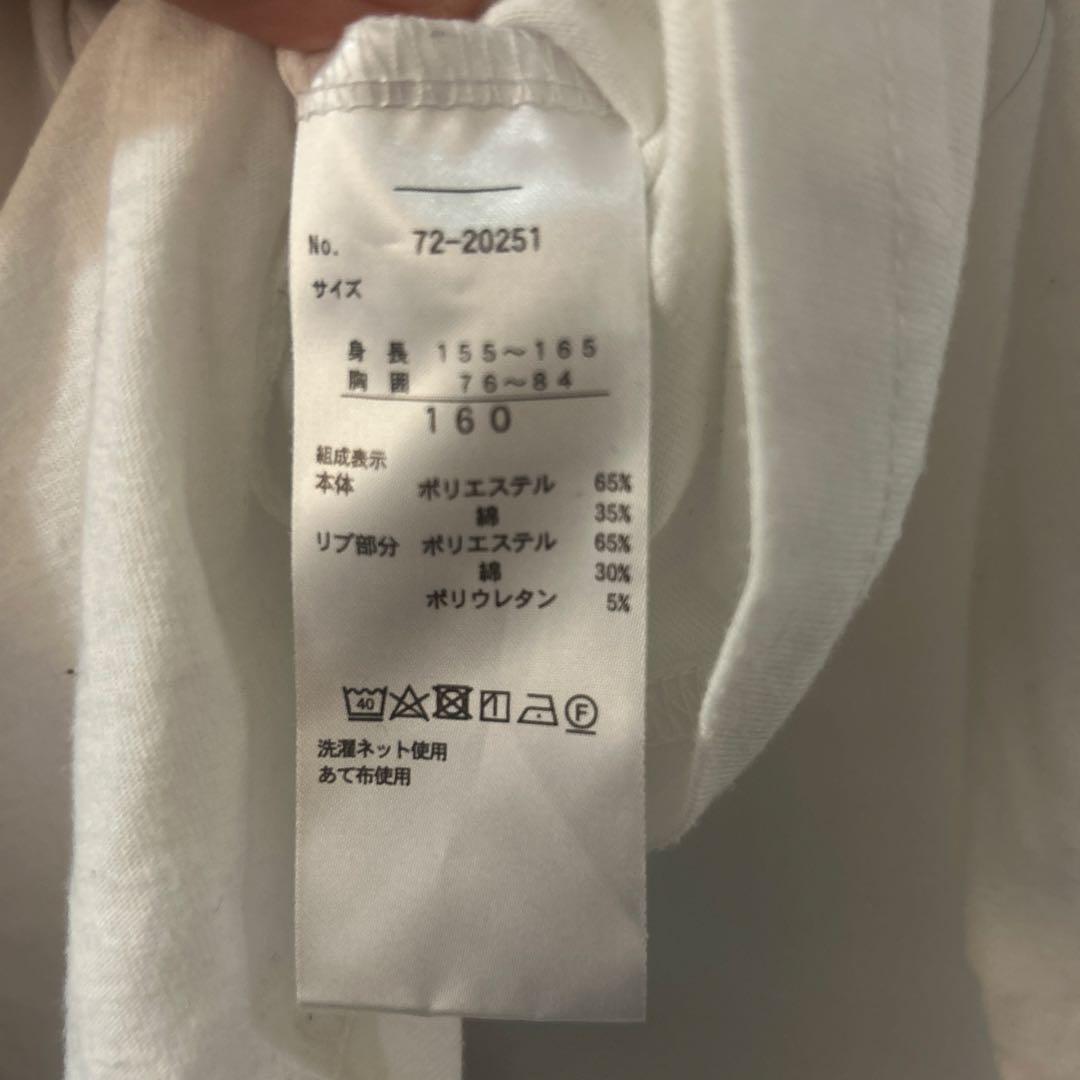 No. 72-20251
サイズ
身長 155～165
胸囲 76～84
160
組成表示
本体 ポリエステル 65%
綿 35%
リブ部分 ポリエステル 65%
綿 30%
ポリウレタン 5%
40 F
洗濯ネット使用
あて布使用